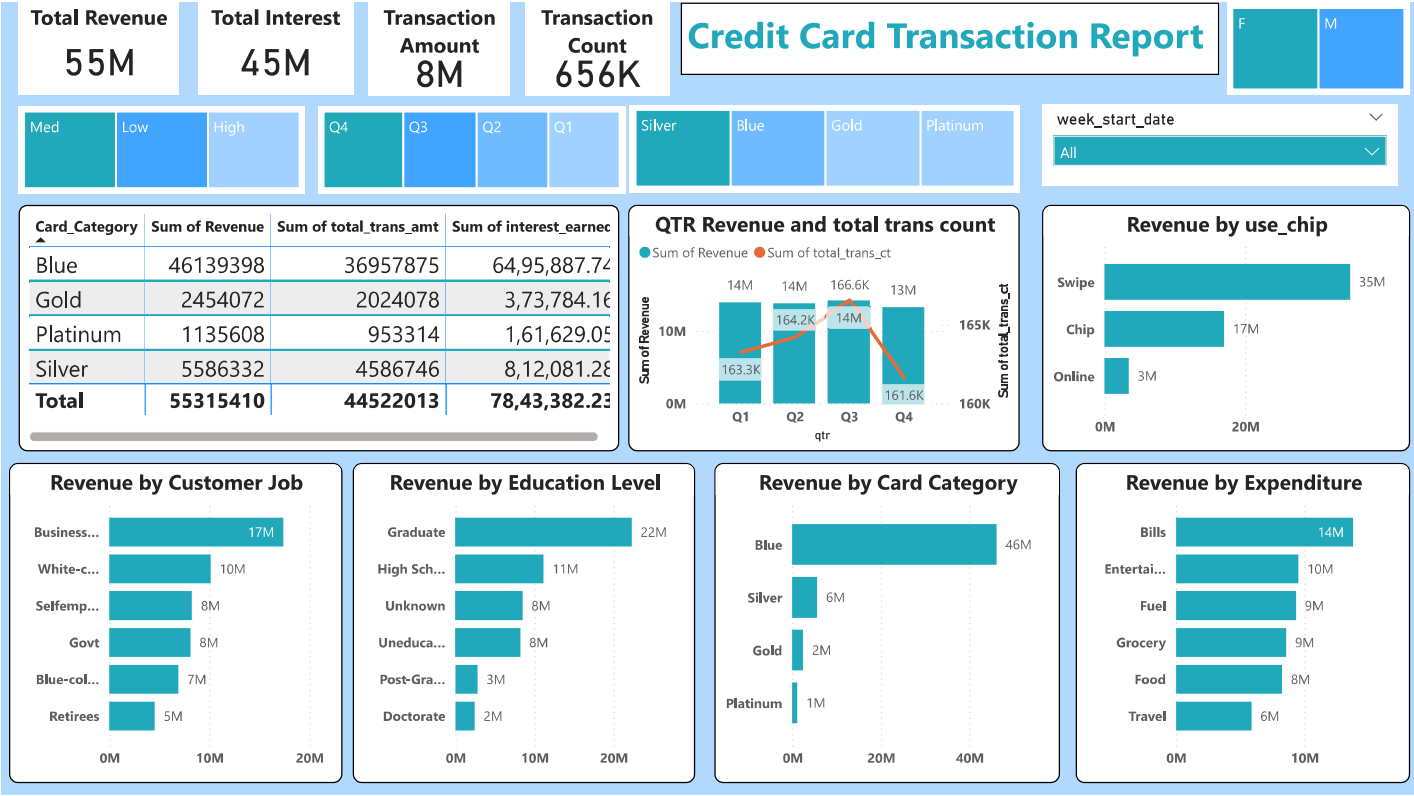 Total Revenue
55M
Total Interest
45M
Transaction
Amount
8M
Transaction
Count
656K
Credit Card Transaction Report
F
M
Med
Low
High
Q4
Q3
Q2
Q1
Silver
Blue
Gold
Platinum
week_start_date
All
Card_Category Sum of Revenue Sum of total_trans_amt Sum of interest_earned
Blue 46139398 36957875 64,95,887.74
Gold 2454072 2024078 3,73,784.16
Platinum 1135608 953314 1,61,629.05
Silver 5586332 4586746 8,12,081.28
Total 55315410 44522013 78,43,382.23
QTR Revenue and total trans count
Sum of Revenue Sum of total_trans_ct
Sum of Revenue
10M
0M
14M 14M 166.6K 13M
163.3K 164.2K 14M 161.6K
165K
160K
Sum of total_trans_ct
Q1 Q2 Q3 Q4
qtr
Revenue by use_chip
Swipe 35M
Chip 17M
Online 3M
0M 20M
Revenue by Customer Job
Business... 17M
White-c... 10M
Selfemp... 8M
Govt 8M
Blue-col... 7M
Retirees 5M
0M 10M 20M
Revenue by Education Level
Graduate 22M
High Sch... 11M
Unknown 8M
Uneduca... 8M
Post-Gra... 3M
Doctorate 2M
0M 10M 20M
Revenue by Card Category
Blue 46M
Silver 6M
Gold 2M
Platinum 1M
0M 20M 40M
Revenue by Expenditure
Bills 14M
Entertai... 10M
Fuel 9M
Grocery 9M
Food 8M
Travel 6M
0M 10M